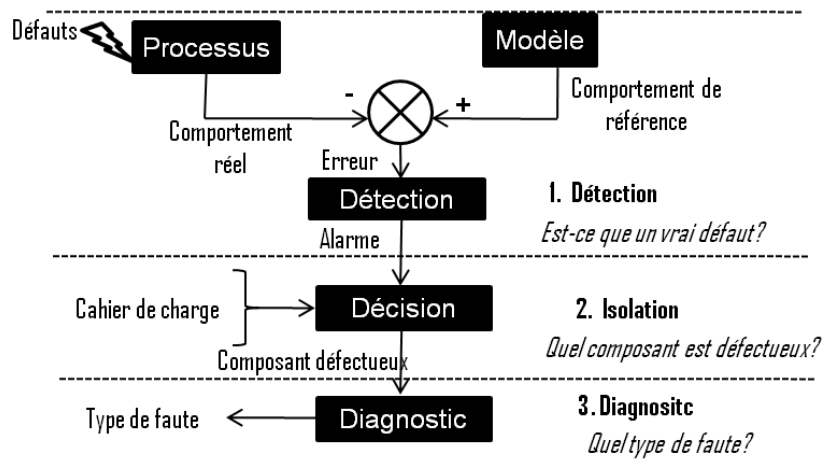 Défauts
Processus
Modèle
-
+
Comportement
réel
Comportement de
référence
Erreur
Détection
1. Détection
Est-ce que un vrai défaut?
Alarme
Cahier de charge
Décision
2. Isolation
Quel composant est défectueux?
Composant défectueux
Type de faute
Diagnostic
3. Diagnositc
Quel type de faute?